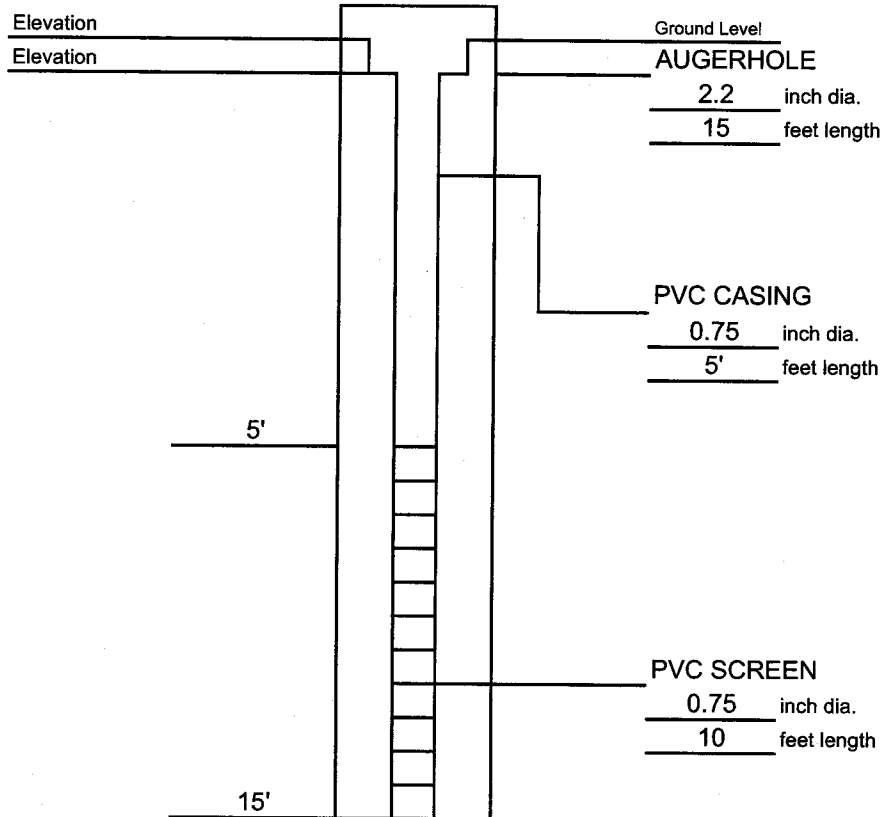 Elevation
Ground Level
Elevation
AUGERHOLE
2.2 inch dia.
15 feet length
PVC CASING
0.75 inch dia.
5' feet length
5'
PVC SCREEN
0.75 inch dia.
10 feet length
15'